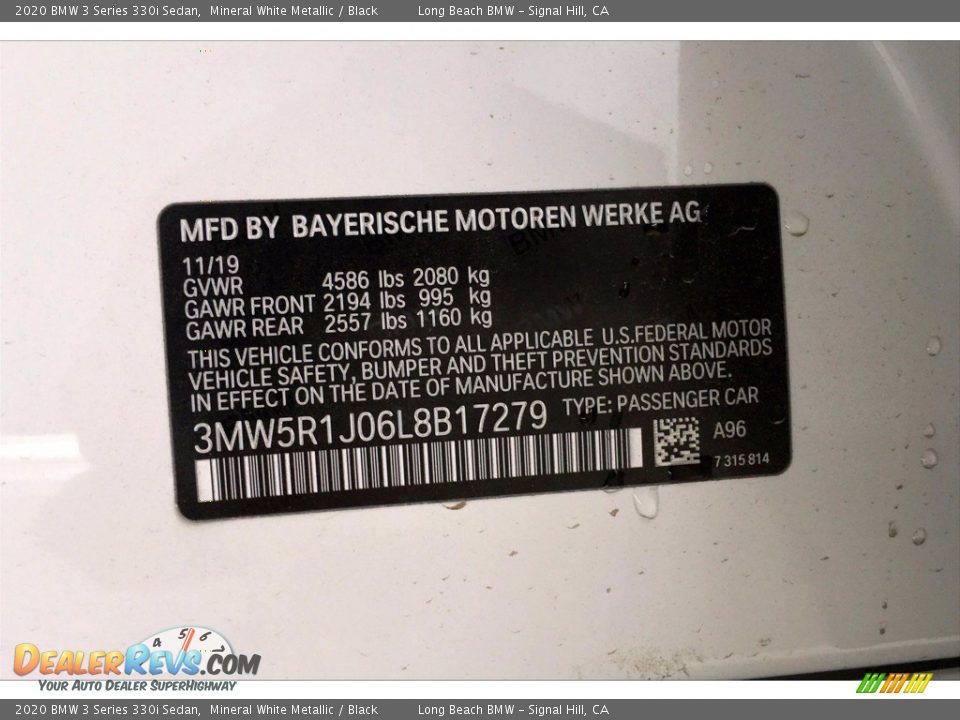 2020 BMW 3 Series 330i Sedan, Mineral White Metallic / Black Long Beach BMW - Signal Hill, CA
MFD BY BAYERISCHE MOTOREN WERKE AG
11/19
GVWR 4586 lbs 2080 kg
GAWR FRONT 2194 lbs 995 kg
GAWR REAR 2557 lbs 1160 kg
THIS VEHICLE CONFORMS TO ALL APPLICABLE U.S.FEDERAL MOTOR
VEHICLE SAFETY, BUMPER AND THEFT PREVENTION STANDARDS
IN EFFECT ON THE DATE OF MANUFACTURE SHOWN ABOVE.
3MW5R1J06L8B17279 TYPE: PASSENGER CAR
A96
7 315 814
4 5 6
DEALERREVS.COM
YOUR AUTO DEALER SUPERHIGHWAY
2020 BMW 3 Series 330i Sedan, Mineral White Metallic / Black Long Beach BMW - Signal Hill, CA